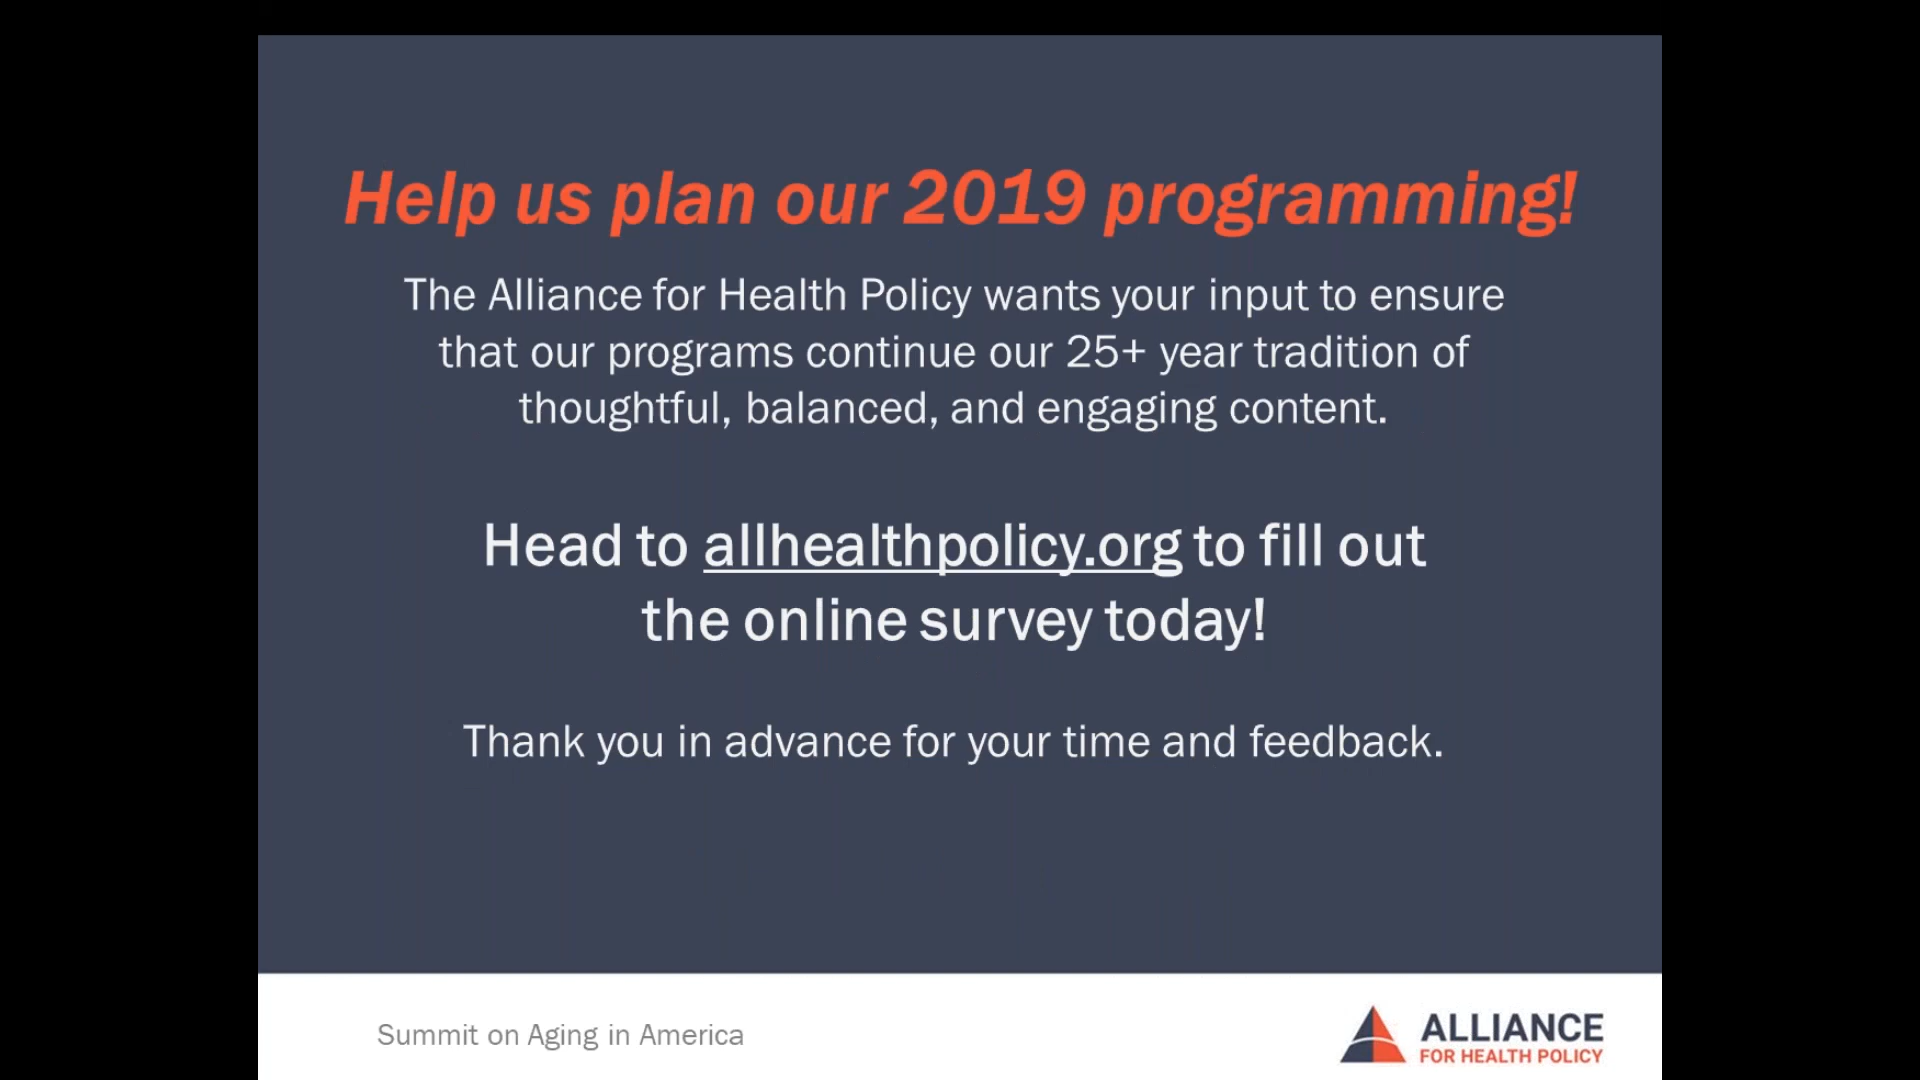 Help us plan our 2019 programming!
The Alliance for Health Policy wants your input to ensure
that our programs continue our 25+ year tradition of
thoughtful, balanced, and engaging content.
Head to allhealthpolicy.org to fill out
the online survey today!
Thank you in advance for your time and feedback.
Summit on Aging in America
ALLIANCE
FOR HEALTH POLICY